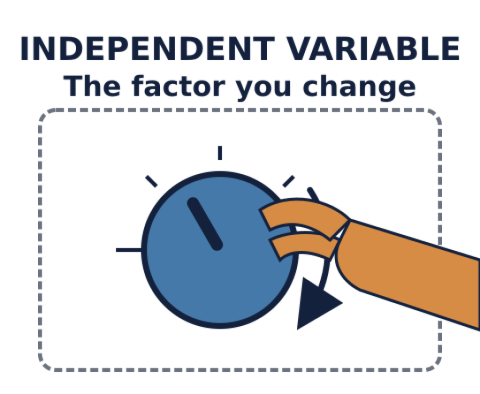 INDEPENDENT VARIABLE
The factor you change